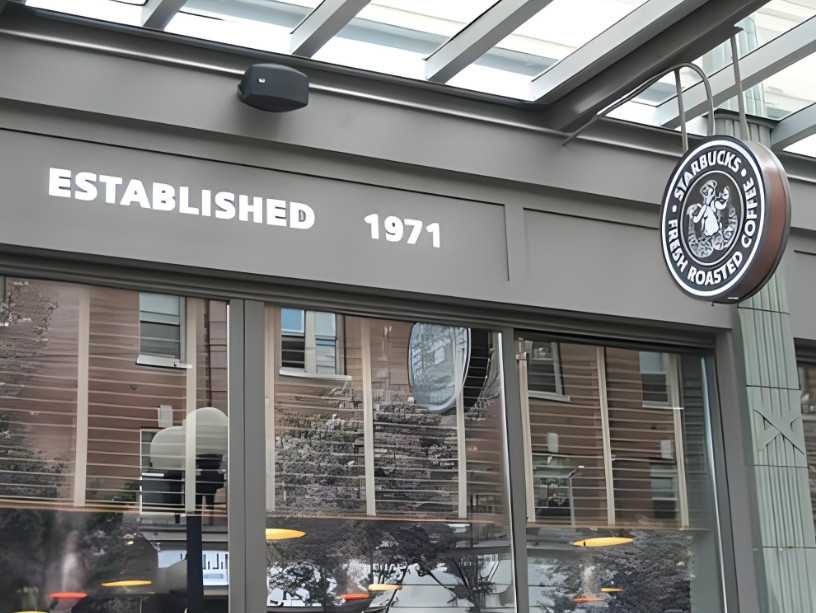 ESTABLISHED 1971
STARBUCKS
FRESH ROASTED COFFEE